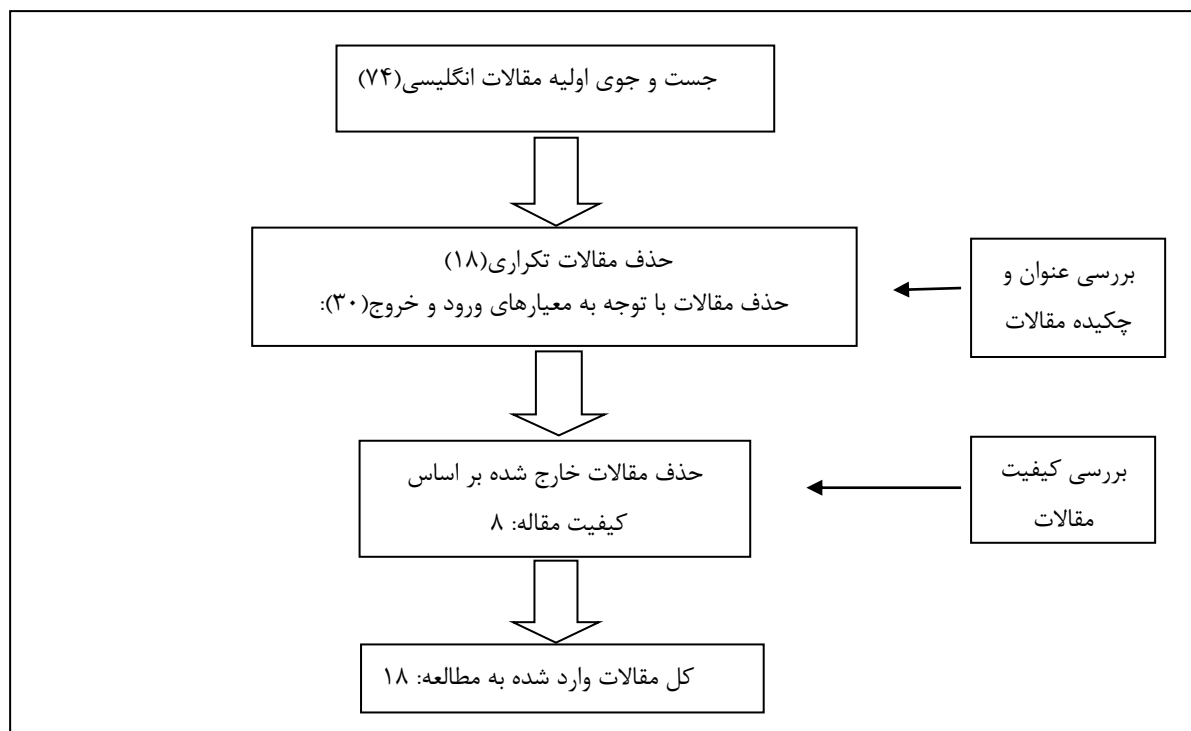 جست و جوی اولیه مقالات انگلیسی(۷۴)
حذف مقالات تکراری(۱۸)
حذف مقالات با توجه به معیارهای ورود و خروج(۳۰):
بررسی عنوان و
چکیده مقالات
حذف مقالات خارج شده بر اساس
کیفیت مقاله: ۸
بررسی کیفیت
مقالات
کل مقالات وارد شده به مطالعه: ۱۸